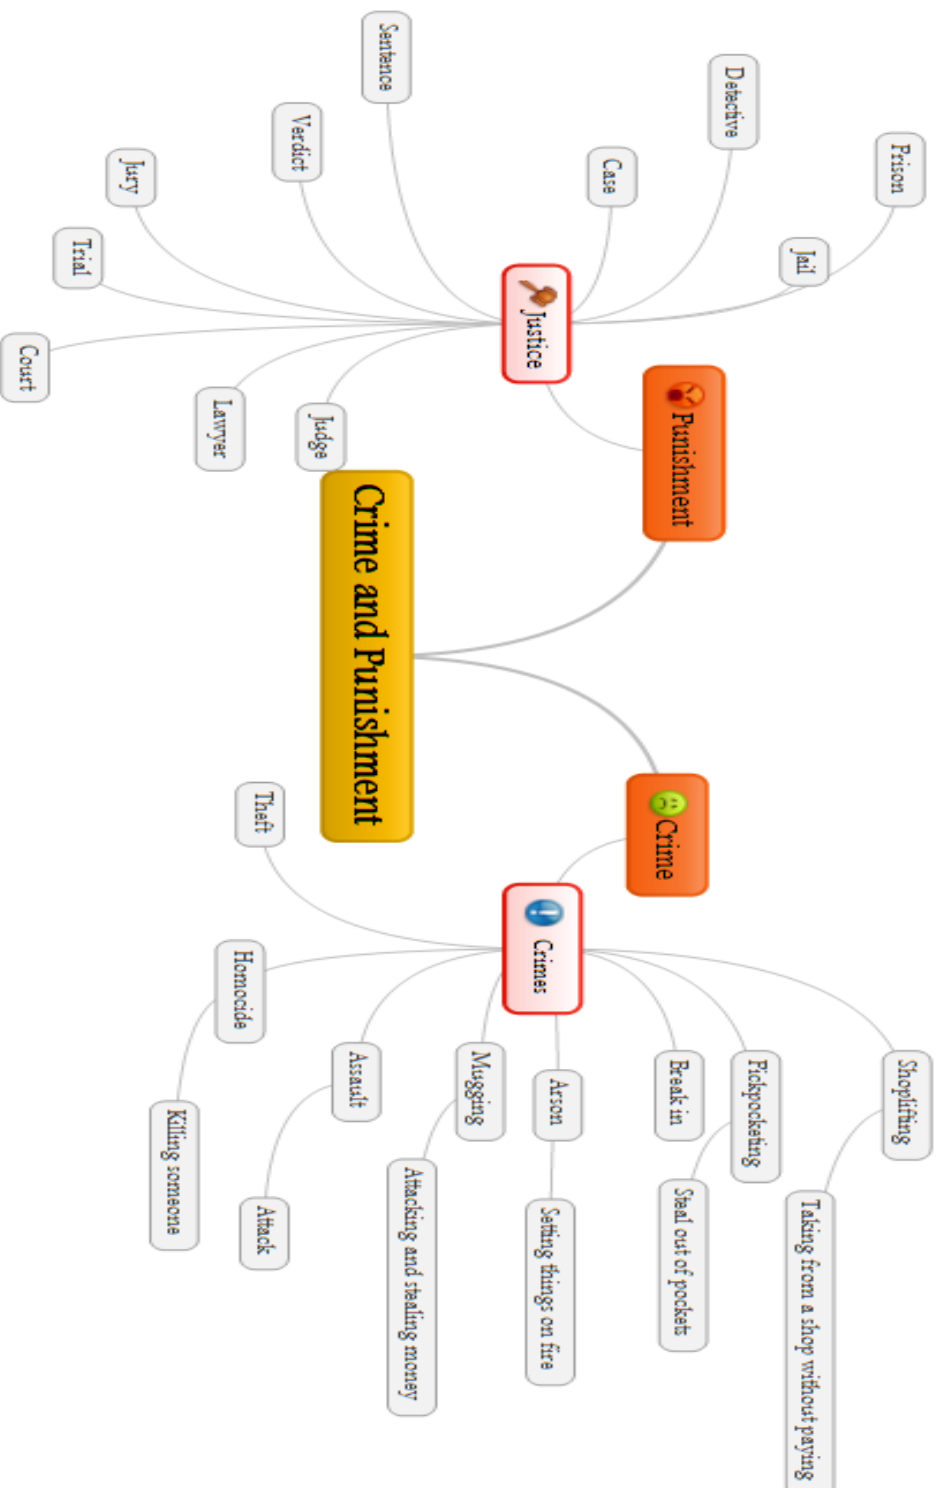 Prison
Detective
Jail
Case
Sentence
Verdict
Jury
Trial
Court
Lawyer
Judge
Justice
Punishment
Crime and Punishment
Crime
Crimes
Shoplifting
Taking from a shop without paying
Pickpocketing
Steal out of pockets
Break in
Arson
Setting things on fire
Mugging
Attacking and stealing money
Assault
Attack
Homocide
Killing someone
Theft